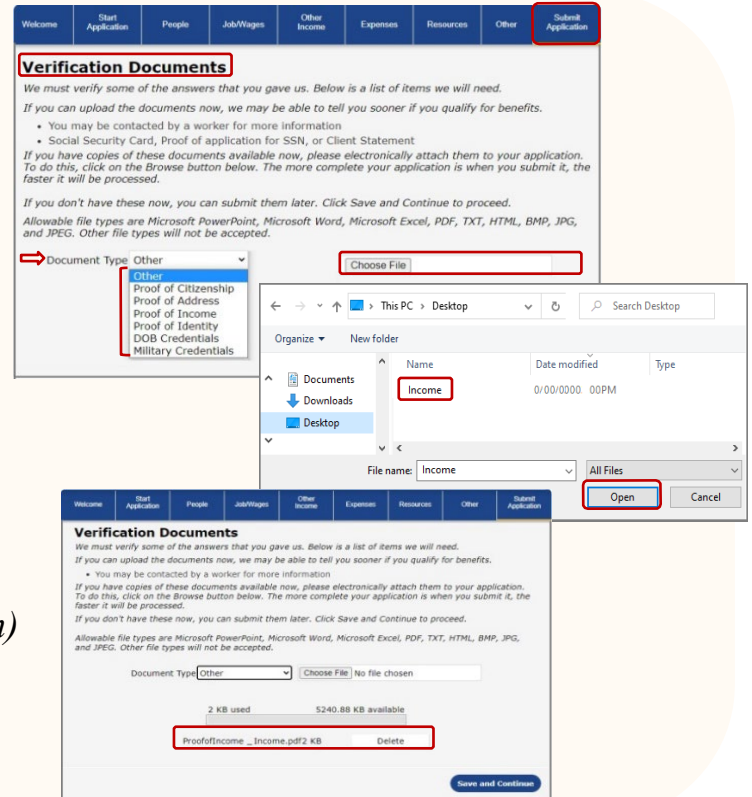 Welcome Start Application People Job/Wages Other Income Expenses Resources Other Submit Application
Verification Documents
We must verify some of the answers that you gave us. Below is a list of items we will need.
If you can upload the documents now, we may be able to tell you sooner if you qualify for benefits.
• You may be contacted by a worker for more information
• Social Security Card, Proof of application for SSN, or Client Statement
If you have copies of these documents available now, please electronically attach them to your application.
To do this, click on the Browse button below. The more complete your application is when you submit it, the
faster it will be processed.
If you don't have these now, you can submit them later. Click Save and Continue to proceed.
Allowable file types are Microsoft PowerPoint, Microsoft Word, Microsoft Excel, PDF, TXT, HTML, BMP, JPG,
and JPEG. Other file types will not be accepted.
Document Type Other Choose File
Other
Proof of Citizenship
Proof of Address
Proof of Income
Proof of Identity
DOB Credentials
Military Credentials
This PC > Desktop Search Desktop
Organize New folder
Name Date modified Type
Documents
Income 0/00/0000 00PM
Downloads
Desktop
File name: Income All Files
Open Cancel
Welcome Start Application People Job/Wages Other Income Expenses Resources Other Submit Application
Verification Documents
We must verify some of the answers that you gave us. Below is a list of items we will need.
If you can upload the documents now, we may be able to tell you sooner if you qualify for benefits.
• You may be contacted by a worker for more information
If you have copies of these documents available now, please electronically attach them to your application.
To do this, click on the Browse button below. The more complete your application is when you submit it, the
faster it will be processed.
If you don't have these now, you can submit them later. Click Save and Continue to proceed.
Allowable file types are Microsoft PowerPoint, Microsoft Word, Microsoft Excel, PDF, TXT, HTML, BMP, JPG,
and JPEG. Other file types will not be accepted.
Document Type Other Choose File No file chosen
2 KB used 5240.88 KB available
ProofofIncome _ Income.pdf2 KB Delete
Save and Continue